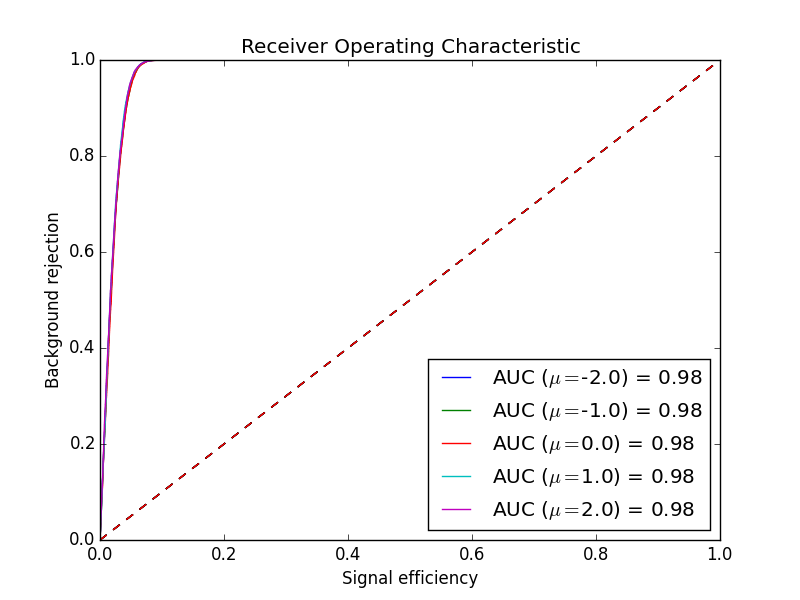 Receiver Operating Characteristic
1.0
0.8
0.6
0.4
0.2
0.0
Background rejection
AUC (μ=-2.0) = 0.98
AUC (μ=-1.0) = 0.98
AUC (μ=0.0) = 0.98
AUC (μ=1.0) = 0.98
AUC (μ=2.0) = 0.98
0.0 0.2 0.4 0.6 0.8 1.0
Signal efficiency